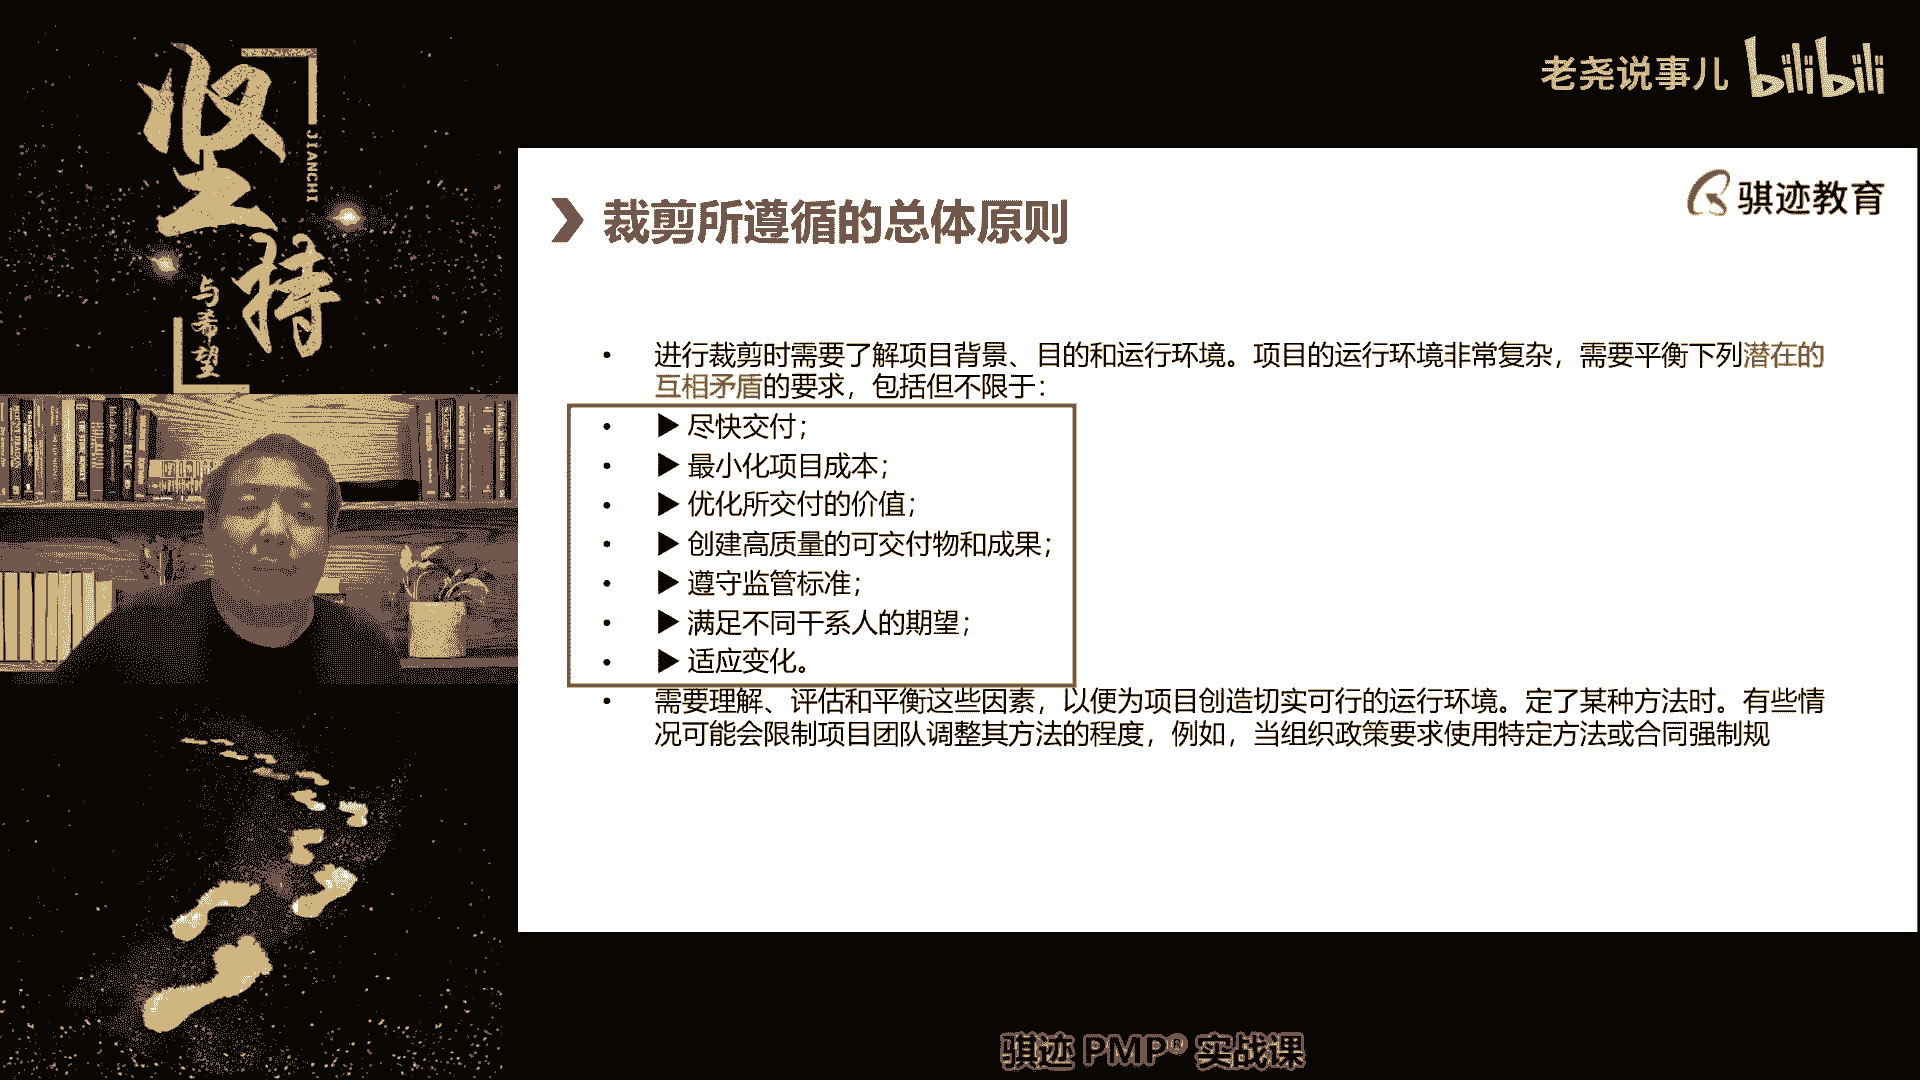 坚持
JIANCHI
与希望
老尧说事儿 bilibili
骐迹教育
裁剪所遵循的总体原则
• 进行裁剪时需要了解项目背景、目的和运行环境。项目的运行环境非常复杂，需要平衡下列潜在的
互相矛盾的要求，包括但不限于：
• ▶ 尽快交付；
• ▶ 最小化项目成本；
• ▶ 优化所交付的价值；
• ▶ 创建高质量的可交付物和成果；
• ▶ 遵守监管标准；
• ▶ 满足不同干系人的期望；
• ▶ 适应变化。
• 需要理解、评估和平衡这些因素，以便为项目创造切实可行的运行环境。定了某种方法时。有些情
况可能会限制项目团队调整其方法的程度，例如，当组织政策要求使用特定方法或合同强制规
骐迹 PMP® 实战课